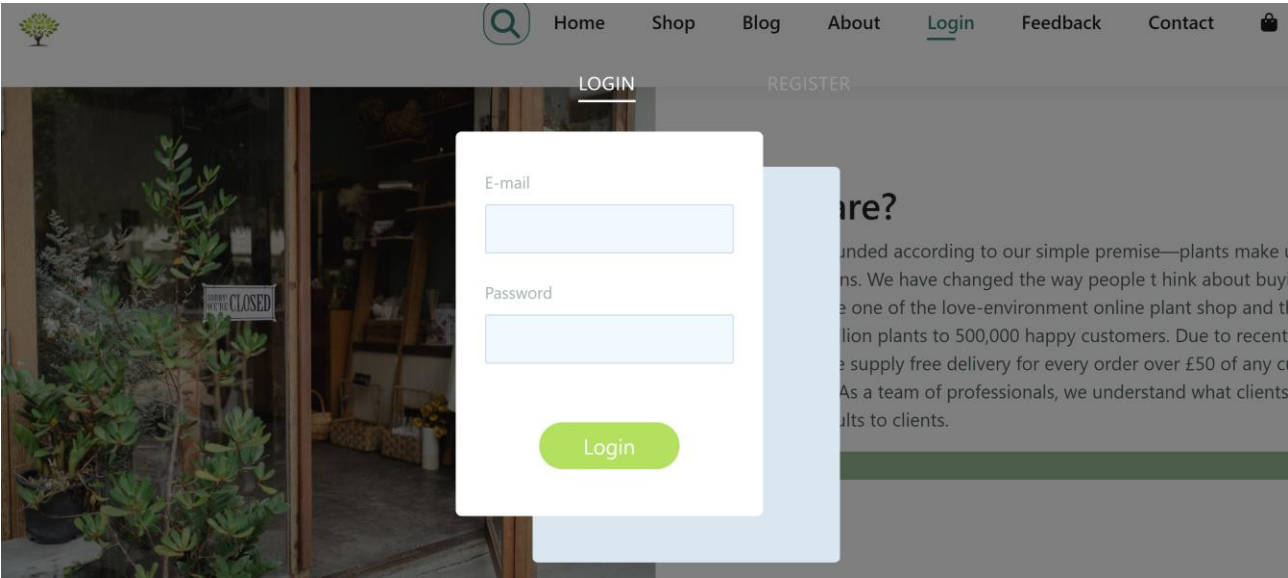 Home Shop Blog About Login Feedback Contact
LOGIN REGISTER
E-mail
Password
Login
SORRY WE'RE CLOSED
are?
unded according to our simple premise—plants make u
ns. We have changed the way people t hink about buyi
e one of the love-environment online plant shop and th
lion plants to 500,000 happy customers. Due to recent
e supply free delivery for every order over £50 of any cu
As a team of professionals, we understand what clients
ults to clients.